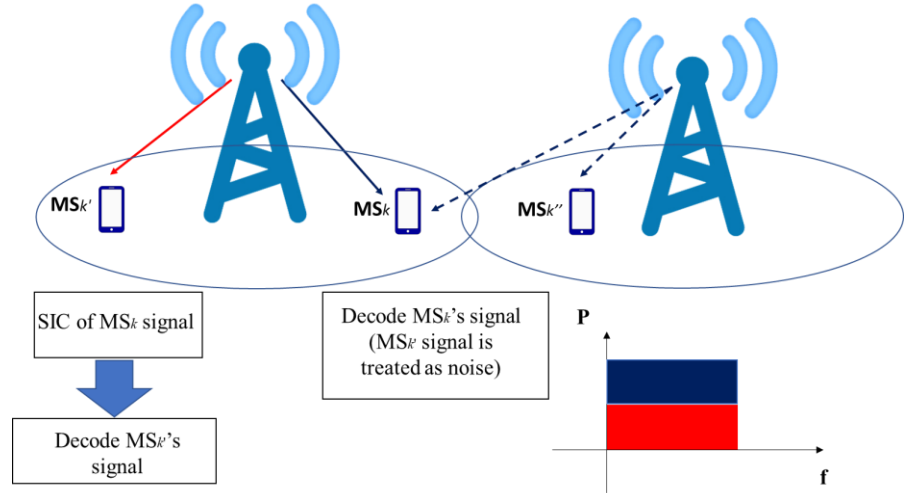 MSk'
MSk
MSk''
SIC of MSk signal
Decode MSk's signal
(MSk' signal is
treated as noise)
P
Decode MSk's
signal
f